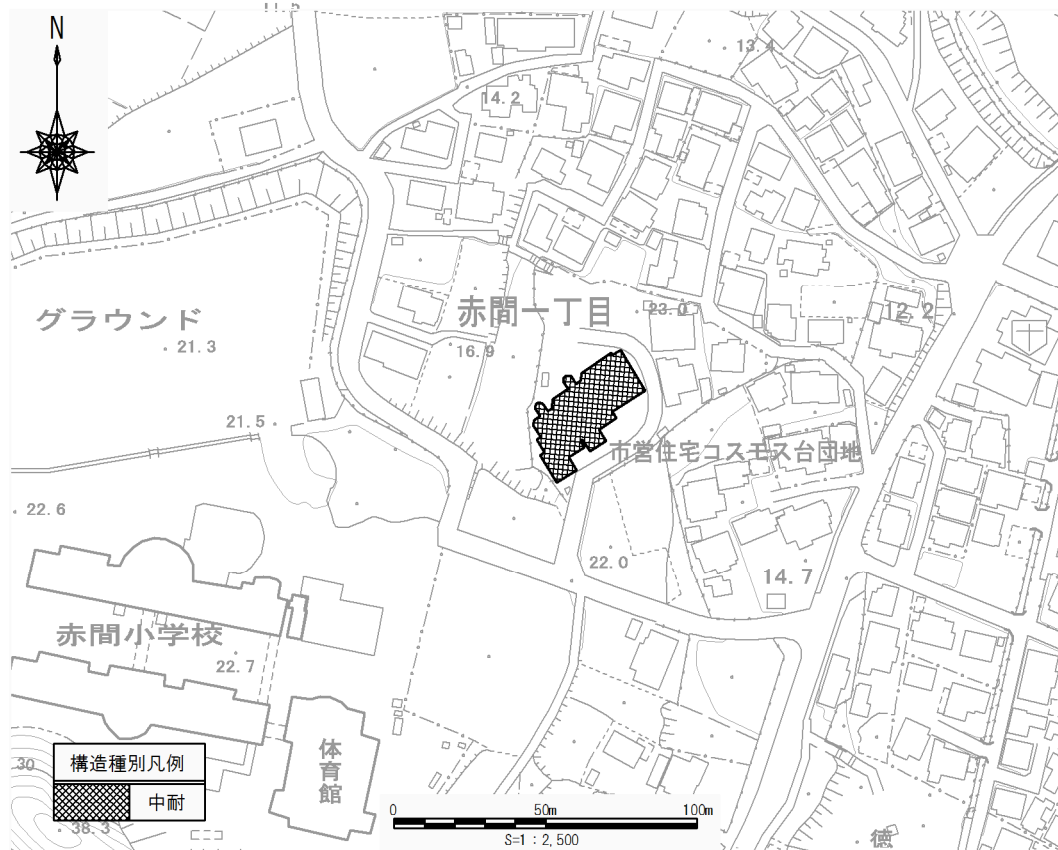 N
14.2
13.4
グラウンド
21.3
赤間一丁目
23.0
12.2
16.9
21.5
市営住宅コスモス台団地
22.6
22.0
14.7
赤間小学校
22.7
体育館
30
構造種別凡例
中耐
38.3
0 50m 100m
S=1:2,500
徳